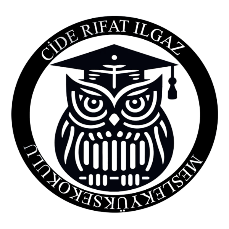 CİDE RIFAT ILGAZ
MESLEKYÜKSEKOKULU